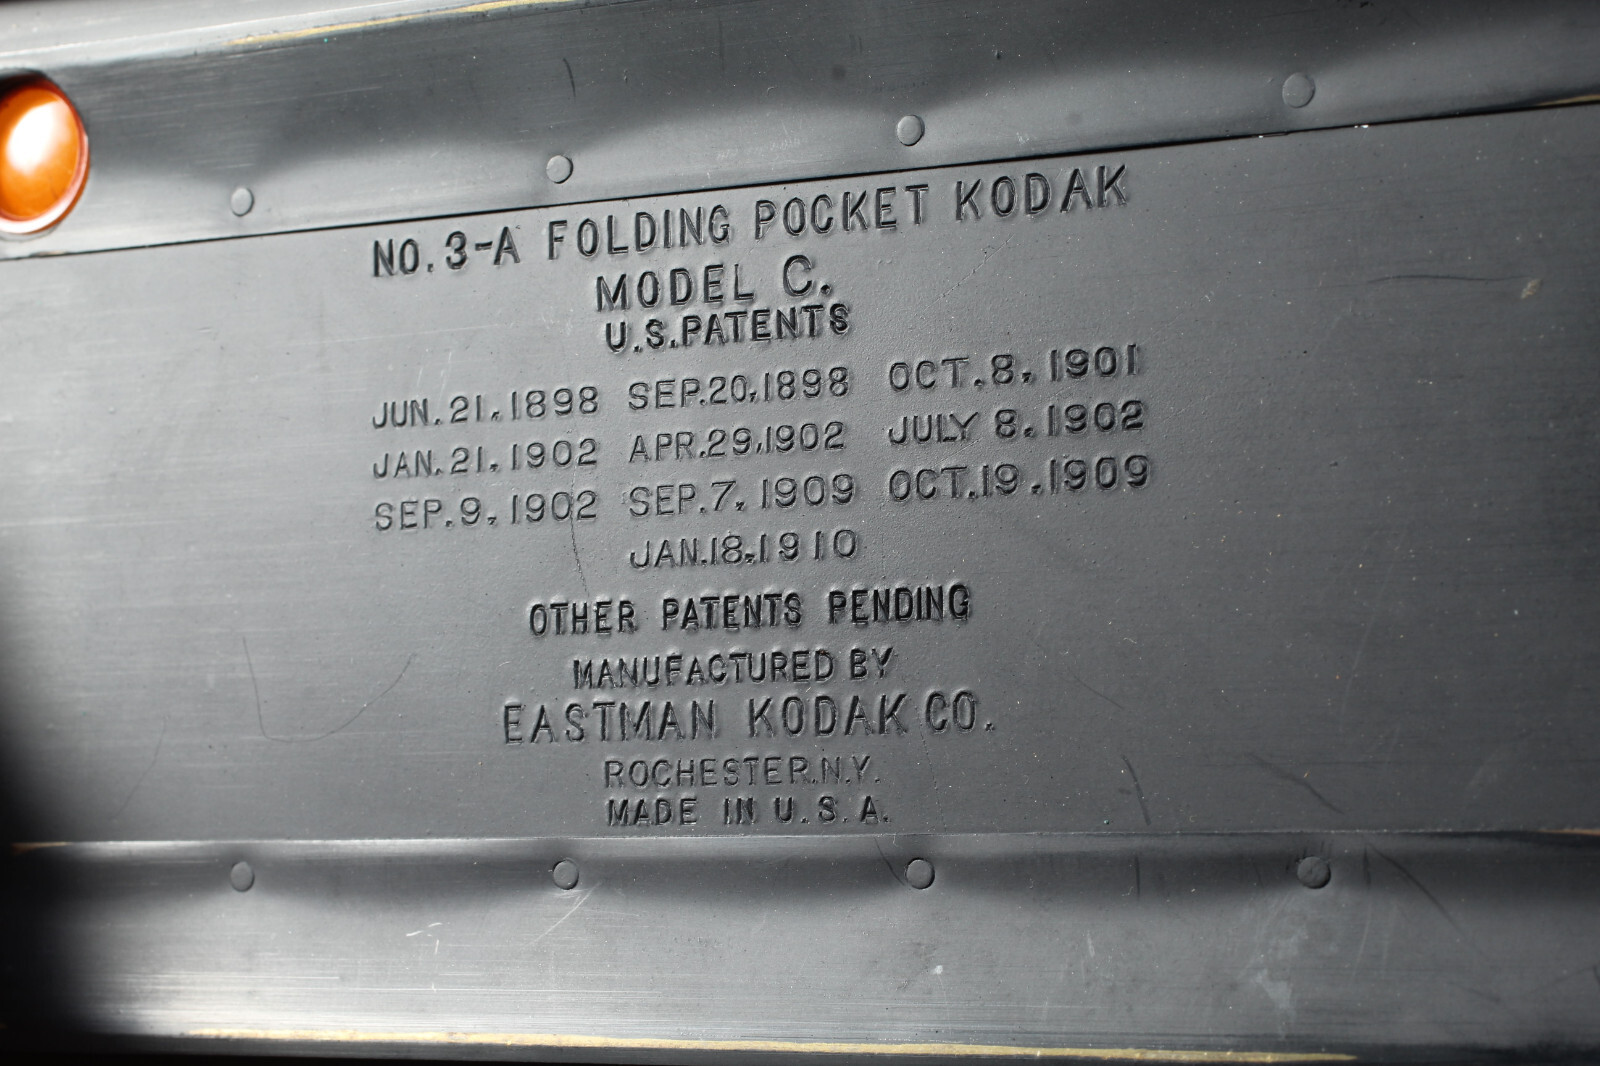 NO. 3-A FOLDING POCKET KODAK
MODEL C.
U.S. PATENTS
JUN. 21, 1898 SEP. 20, 1898 OCT. 8, 1901
JAN. 21, 1902 APR. 29, 1902 JULY 8, 1902
SEP. 9, 1902 SEP. 7, 1909 OCT. 19, 1909
JAN. 18, 1910
OTHER PATENTS PENDING
MANUFACTURED BY
EASTMAN KODAK CO.
ROCHESTER, N.Y.
MADE IN U.S.A.